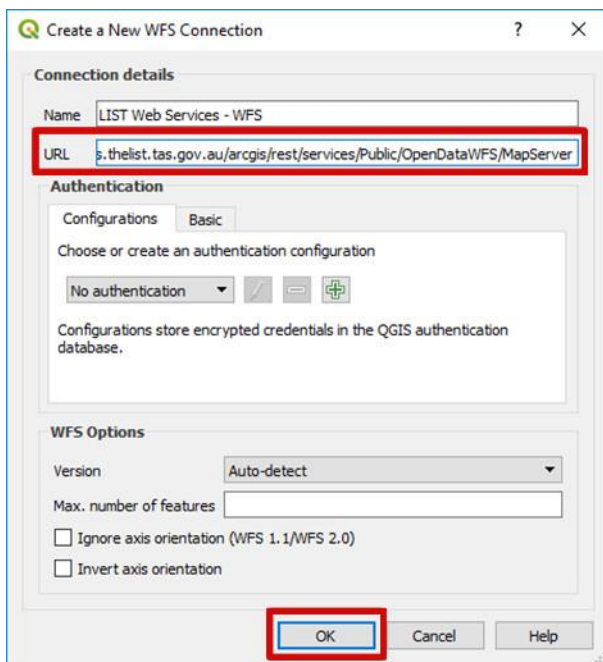 Create a New WFS Connection
Connection details
Name LIST Web Services - WFS
URL s.thelist.tas.gov.au/arcgis/rest/services/Public/OpenDataWFS/MapServer
Authentication
Configurations Basic
Choose or create an authentication configuration
No authentication
Configurations store encrypted credentials in the QGIS authentication
database.
WFS Options
Version Auto-detect
Max. number of features
Ignore axis orientation (WFS 1.1/WFS 2.0)
Invert axis orientation
OK Cancel Help